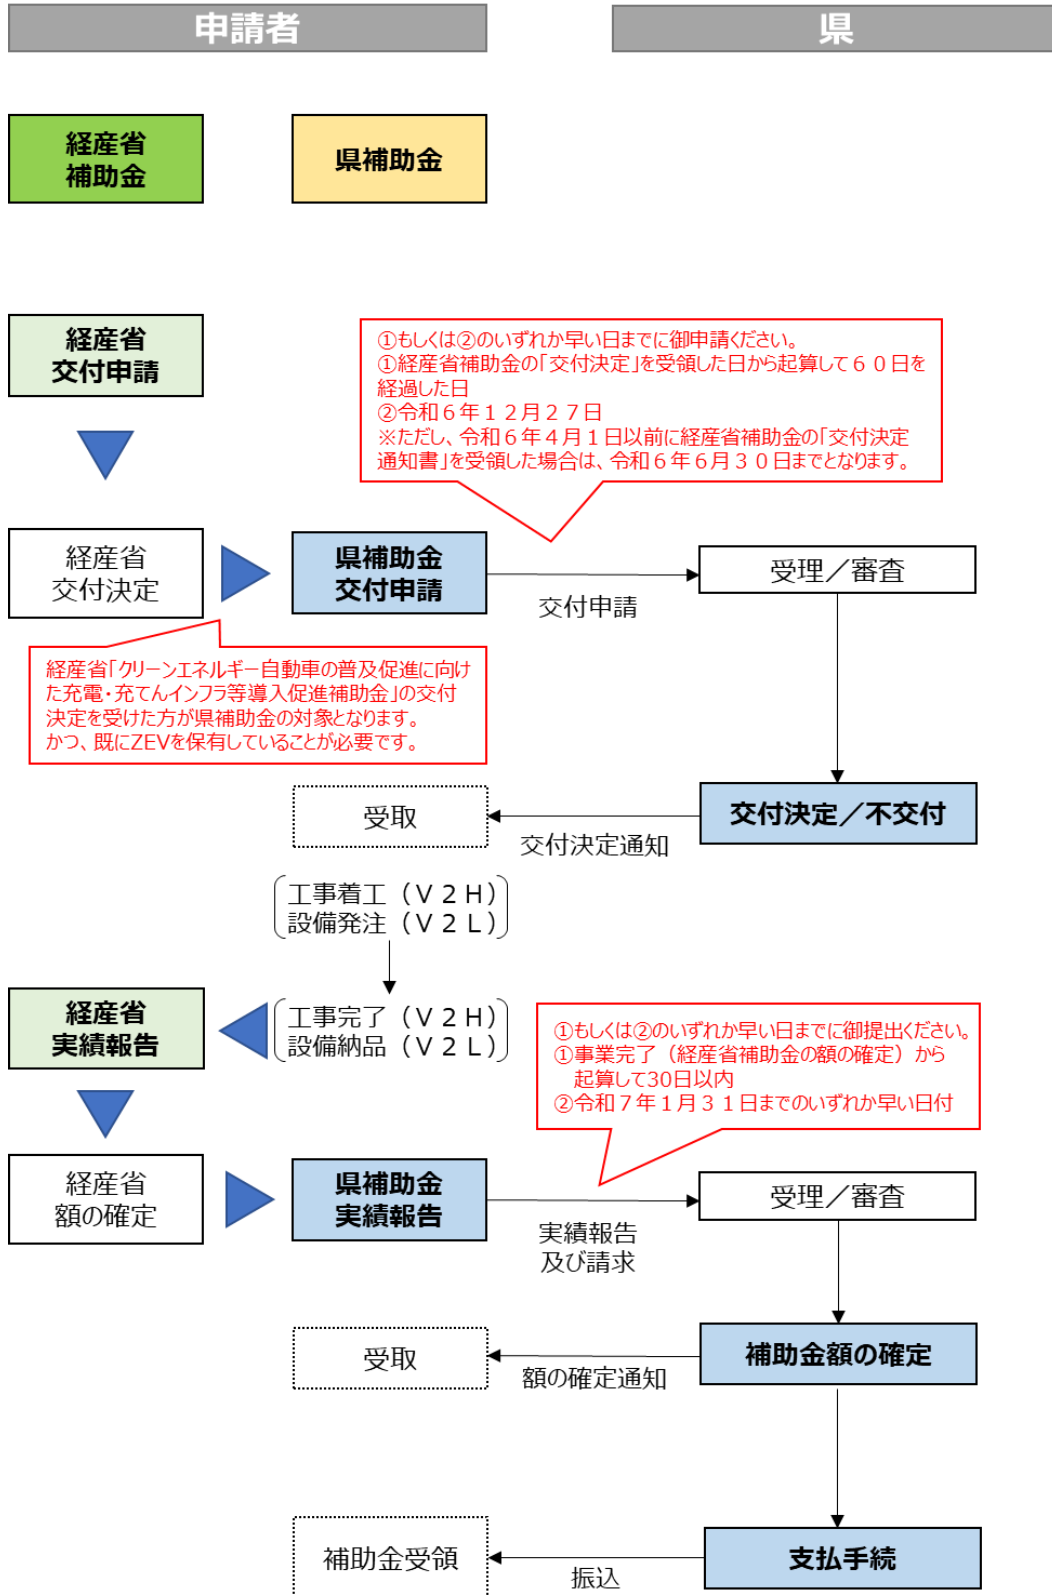 申請者
県
経産省
補助金
県補助金
経産省
交付申請
①もしくは②のいずれか早い日までに御申請ください。
①経産省補助金の「交付決定」を受領した日から起算して６０日を
経過した日
②令和６年１２月２７日
※ただし、令和６年４月１日以前に経産省補助金の「交付決定
通知書」を受領した場合は、令和６年６月３０日までとなります。
経産省
交付決定
県補助金
交付申請
交付申請
受理／審査
経産省「クリーンエネルギー自動車の普及促進に向け
た充電・充てんインフラ等導入促進補助金」の交付
決定を受けた方が県補助金の対象となります。
かつ、既にZEVを保有していることが必要です。
受取
交付決定通知
交付決定／不交付
工事着工（Ｖ２Ｈ）
設備発注（Ｖ２Ｌ）
経産省
実績報告
工事完了（Ｖ２Ｈ）
設備納品（Ｖ２Ｌ）
①もしくは②のいずれか早い日までに御提出ください。
①事業完了（経産省補助金の額の確定）から
起算して30日以内
②令和７年１月３１日までのいずれか早い日付
経産省
額の確定
県補助金
実績報告
実績報告
及び請求
受理／審査
受取
額の確定通知
補助金額の確定
補助金受領
振込
支払手続